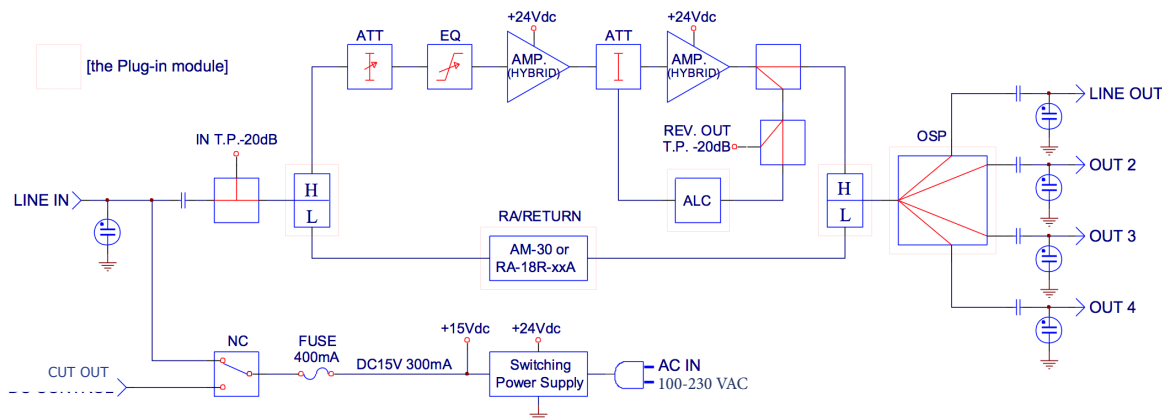 +24Vdc
+24Vdc
ATT
EQ
ATT
AMP.
(HYBRID)
AMP.
(HYBRID)
[the Plug-in module]
LINE OUT
IN T.P.-20dB
REV. OUT
T.P. -20dB
OSP
OUT 2
H
L
LINE IN
ALC
H
L
RA/RETURN
OUT 3
AM-30 or
RA-18R-xxA
OUT 4
+15Vdc
+24Vdc
NC
FUSE
400mA
DC15V 300mA
Switching
Power Supply
AC IN
100-230 VAC
CUT OUT